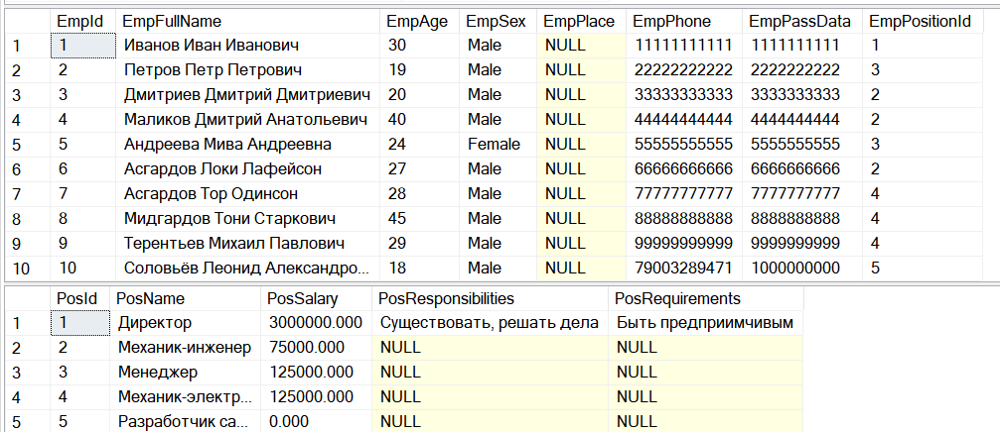 EmpId EmpFullName EmpAge EmpSex EmpPlace EmpPhone EmpPassData EmpPositionId
1 1 Иванов Иван Иванович 30 Male NULL 11111111111 1111111111 1
2 2 Петров Петр Петрович 19 Male NULL 22222222222 2222222222 3
3 3 Дмитриев Дмитрий Дмитриевич 20 Male NULL 33333333333 3333333333 2
4 4 Маликов Дмитрий Анатольевич 40 Male NULL 44444444444 4444444444 2
5 5 Андреева Мива Андреевна 24 Female NULL 55555555555 5555555555 3
6 6 Асгардов Локи Лафейсон 27 Male NULL 66666666666 6666666666 2
7 7 Асгардов Тор Одинсон 28 Male NULL 77777777777 7777777777 4
8 8 Мидгардов Тони Старкович 45 Male NULL 88888888888 8888888888 4
9 9 Терентьев Михаил Павлович 29 Male NULL 99999999999 9999999999 4
10 10 Соловьёв Леонид Александро... 18 Male NULL 79003289471 1000000000 5
PosId PosName PosSalary PosResponsibilities PosRequirements
1 1 Директор 3000000.000 Существовать, решать дела Быть предприимчивым
2 2 Механик-инженер 75000.000 NULL NULL
3 3 Менеджер 125000.000 NULL NULL
4 4 Механик-электр... 125000.000 NULL NULL
5 5 Разработчик са... 0.000 NULL NULL